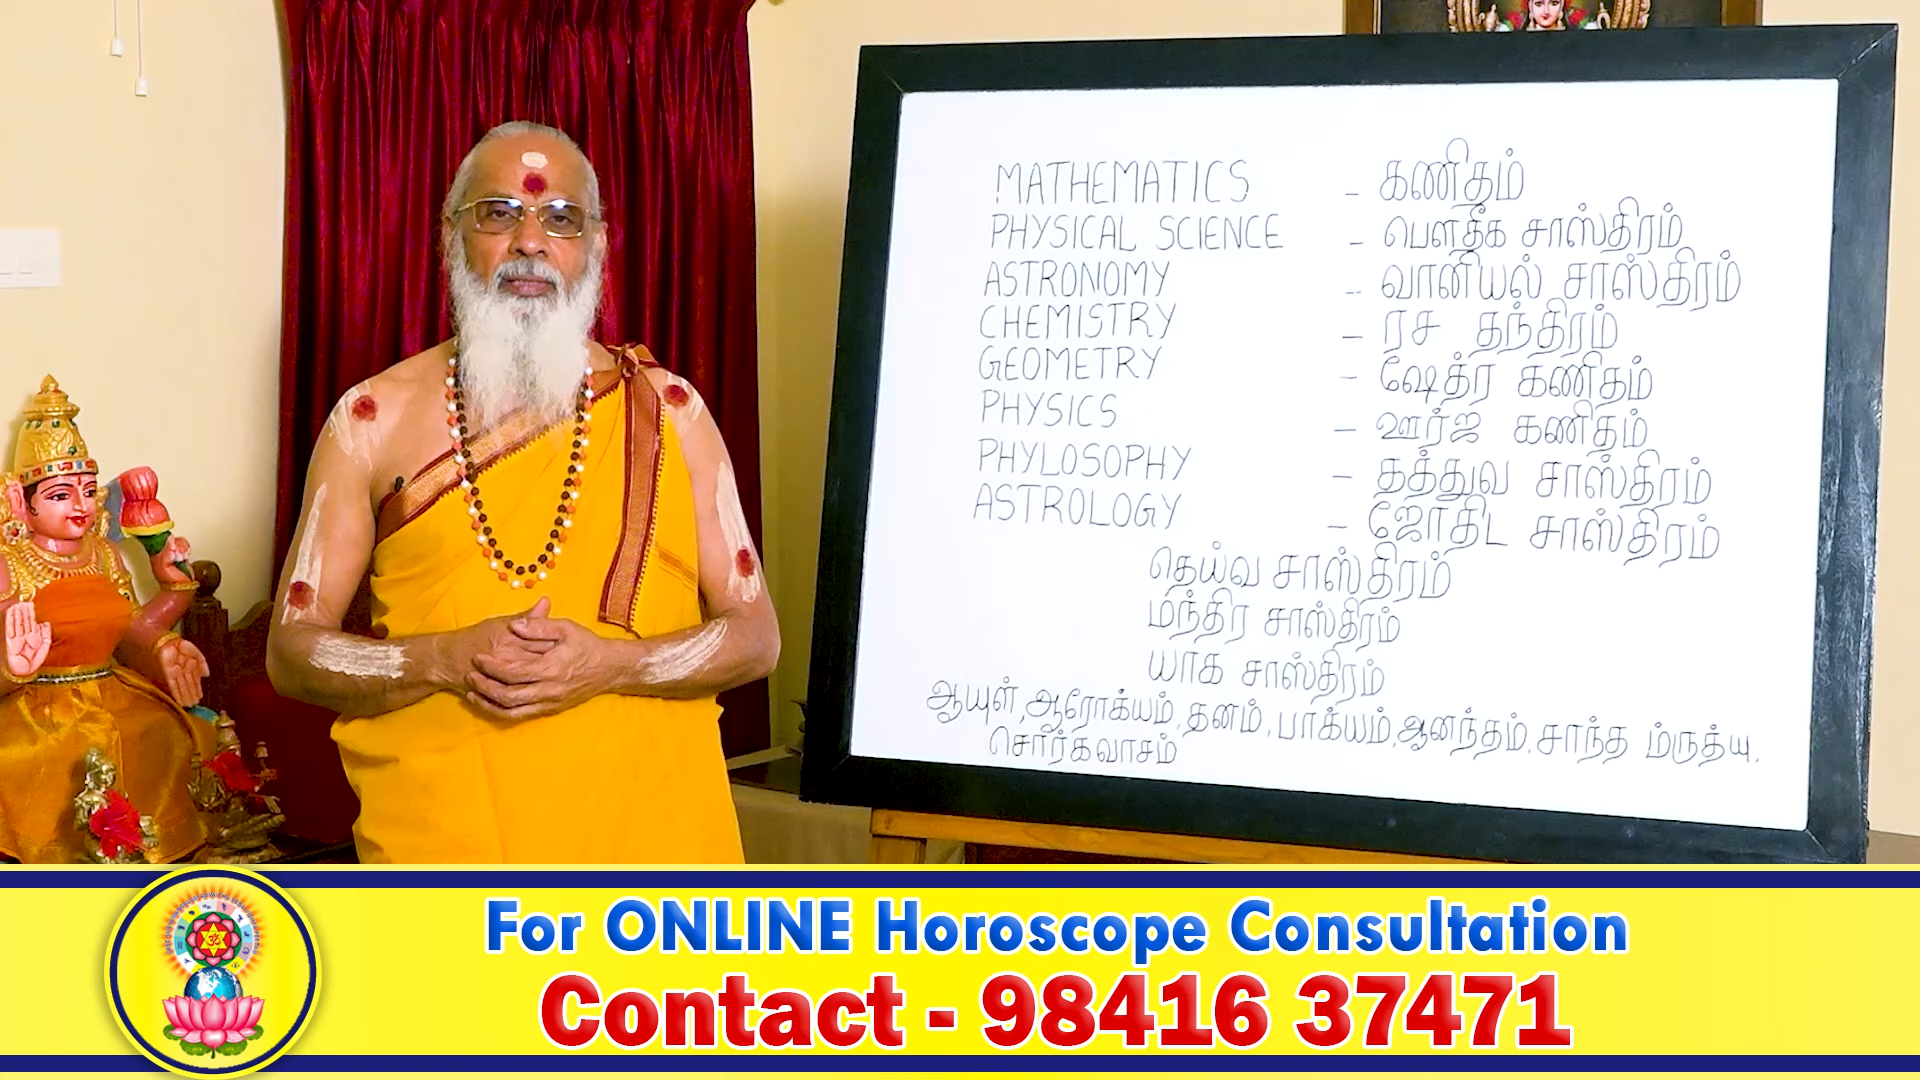 MATHEMATICS - கணிதம்
PHYSICAL SCIENCE - பௌதீக சாஸ்திரம்
ASTRONOMY - வானியல் சாஸ்திரம்
CHEMISTRY - ரச தந்திரம்
GEOMETRY - ஷேத்ர கணிதம்
PHYSICS - ஊர்ஜ கணிதம்
PHYLOSOPHY - தத்துவ சாஸ்திரம்
ASTROLOGY - ஜோதிட சாஸ்திரம்
தெய்வ சாஸ்திரம்
மந்திர சாஸ்திரம்
யாக சாஸ்திரம்
ஆயுள், ஆரோக்யம், தனம், பாக்யம், ஆனந்தம், சாந்த ம்ருத்யு,
சொர்கவாசம்
For ONLINE Horoscope Consultation
Contact - 98416 37471